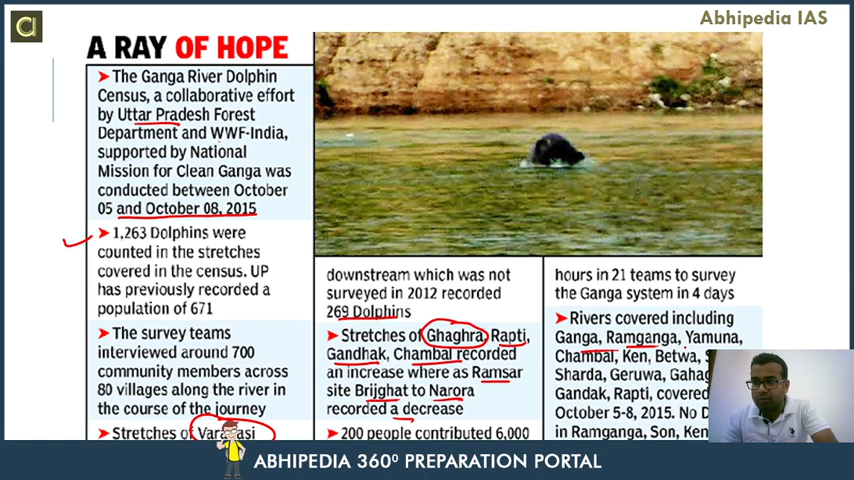 Abhipedia IAS
A RAY OF HOPE
➤ The Ganga River Dolphin
Census, a collaborative effort
by Uttar Pradesh Forest
Department and WWF-India,
supported by National
Mission for Clean Ganga was
conducted between October
05 and October 08, 2015
➤ 1,263 Dolphins were
counted in the stretches
covered in the census. UP
has previously recorded a
population of 671
➤ The survey teams
interviewed around 700
community members across
80 villages along the river in
the course of the journey
➤ Stretches of Varanasi
downstream which was not
surveyed in 2012 recorded
269 Dolphins
➤ Stretches of Ghaghra, Rapti,
Gandhak, Chambal recorded
an increase where as Ramsar
site Brijghat to Narora
recorded a decrease
➤ 200 people contributed 6,000
hours in 21 teams to survey
the Ganga system in 4 days
➤ Rivers covered including
Ganga, Ramganga, Yamuna,
Chambal, Ken, Betwa, S
Sharda, Geruwa, Gahag
Gandak, Rapti, covered
October 5-8, 2015. No D
in Ramganga, Son, Ken
ABHIPEDIA 360⁰ PREPARATION PORTAL